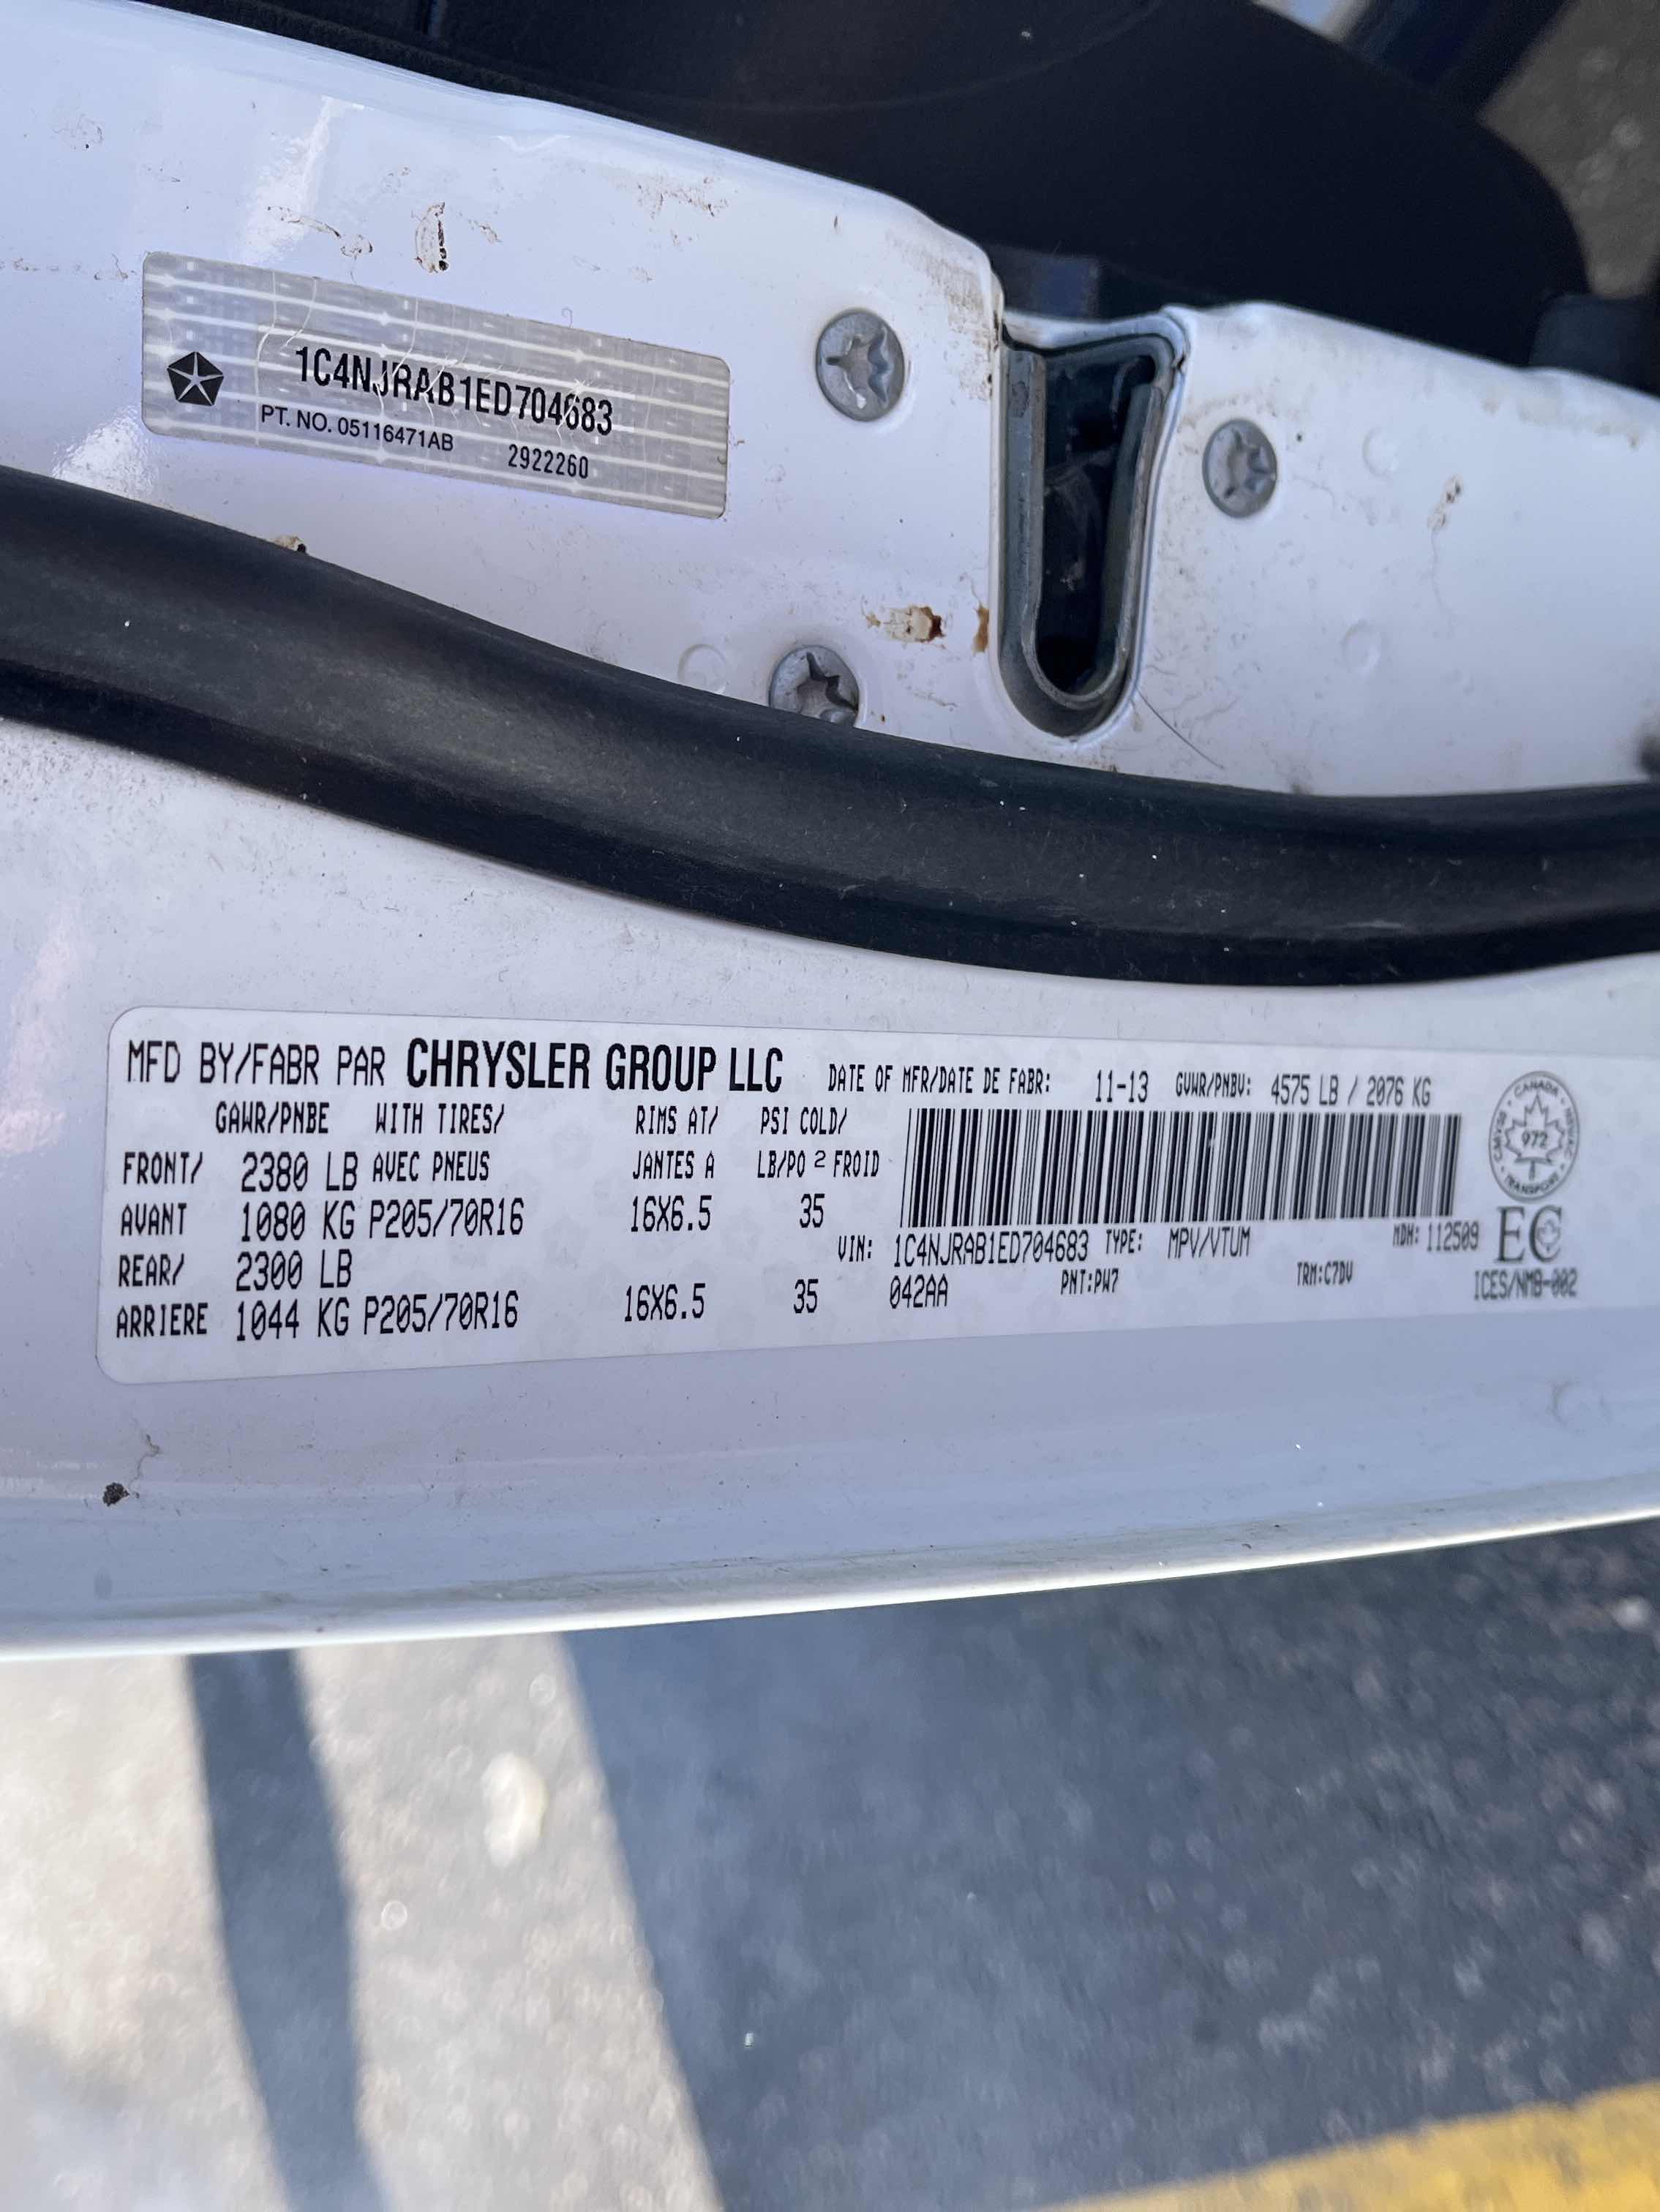 1C4NJRAB1ED704683
PT. NO. 05116471AB 2922260
MFD BY/FABR PAR CHRYSLER GROUP LLC DATE OF MFR/DATE DE FABR: 11-13 GVWR/PNBV: 4575 LB / 2076 KG
GAWR/PNBE WITH TIRES/ RIMS AT/ PSI COLD/
FRONT/ 2380 LB AVEC PNEUS JANTES A LB/PO 2 FROID
AVANT 1080 KG P205/70R16 16X6.5 35
VIN: 1C4NJRAB1ED704683 TYPE: MPV/VTUM MDH: 112509
REAR/ 2300 LB
ARRIERE 1044 KG P205/70R16 16X6.5 35 042AA PNT:PW7 TRM:C7DV
CANADA
972
TRANSPORT
EC
ICES/NMB-002